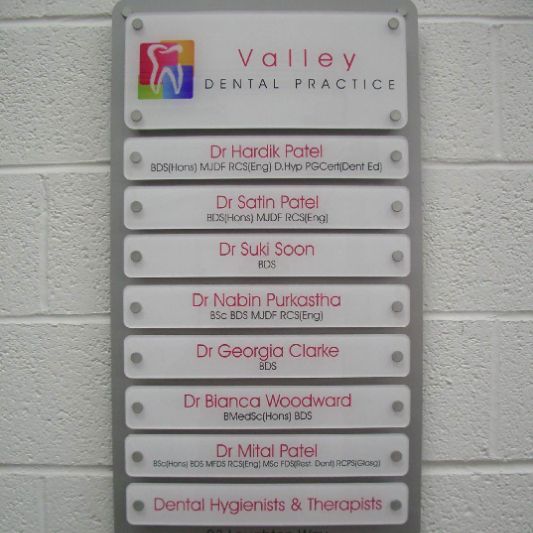 Valley
DENTAL PRACTICE
Dr Hardik Patel
BDS(Hons) MJDF RCS(Eng) D.Hyp PGCert(Dent Ed)
Dr Satin Patel
BDS(Hons) MJDF RCS(Eng)
Dr Suki Soon
BDS
Dr Nabin Purkastha
BSc BDS MJDF RCS(Eng)
Dr Georgia Clarke
BDS
Dr Bianca Woodward
BMedSc(Hons) BDS
Dr Mital Patel
BSc(Hons) BDS MFDS RCS(Eng) MSc FDS(Rest. Dent) RCPS(Glasg)
Dental Hygienists & Therapists